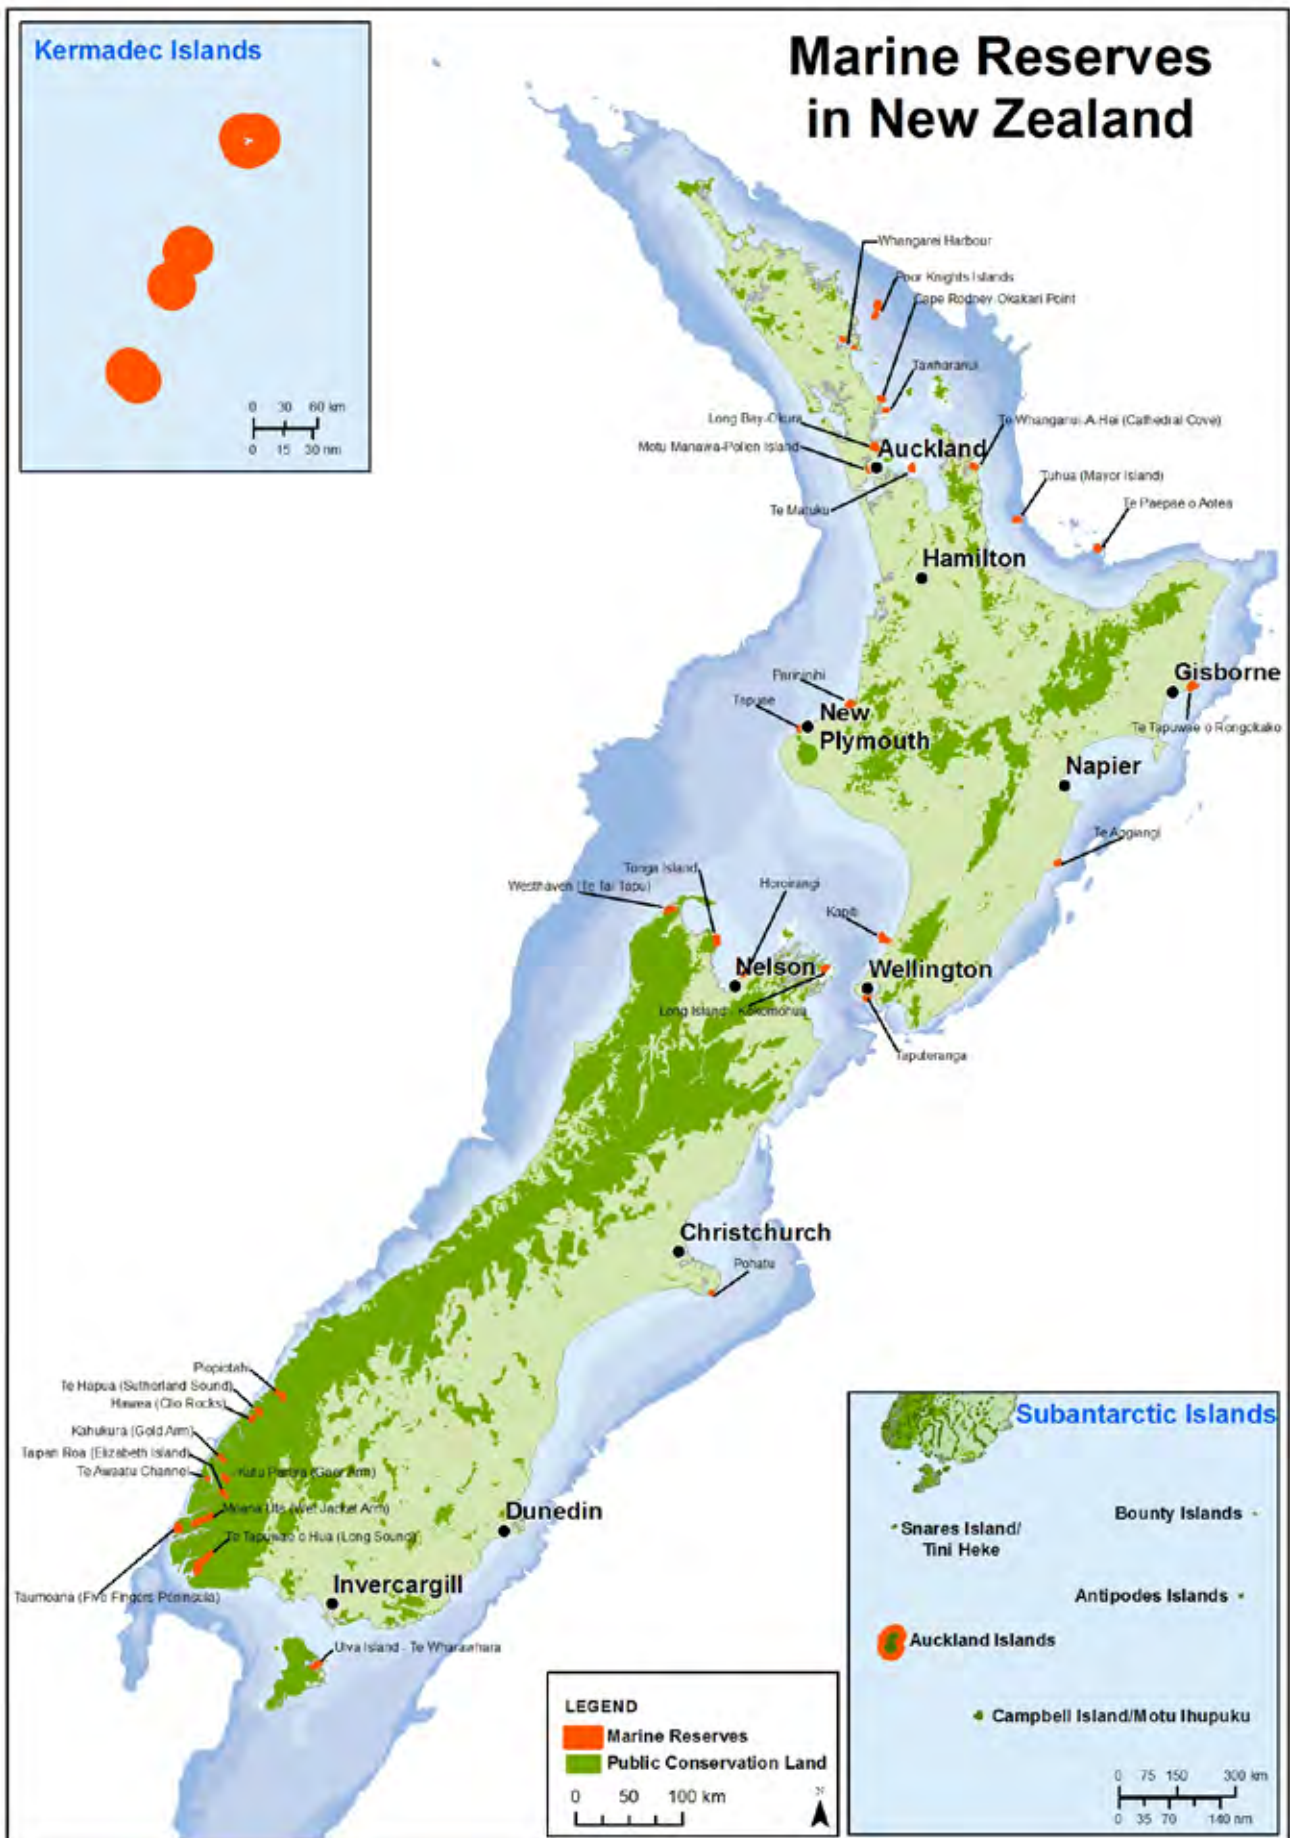 Kermadec Islands
0 30 60 km
0 15 30 nm
Marine Reserves
in New Zealand
Whangarei Harbour
Poor Knights Islands
Cape Rodney-Okakari Point
Tawharanui
Long Bay-Okura
Te Whanganui-A-Hei (Cathedral Cove)
Motu Manawa-Pollen Island
Auckland
Tuhua (Mayor Island)
Te Matuku
Te Paepae o Aotea
Hamilton
Parininihi
Gisborne
Tapuae
New
Plymouth
Te Tapuwae o Rongokako
Napier
Te Angiangi
Tonga Island
Westhaven (Te Tai Tapu)
Horoirangi
Kapiti
Nelson
Wellington
Long Island - Kokomohua
Taputeranga
Christchurch
Pohatu
Piopiotahi
Te Hapua (Sutherland Sound)
Hawea (Clio Rocks)
Kahukura (Gold Arm)
Taipari Roa (Elizabeth Island)
Te Awaatu Channel
Kutu Parera (Gaer Arm)
Moana Uta (Wet Jacket Arm)
Te Tapuwae o Hua (Long Sound)
Taumoana (Five Fingers Peninsula)
Dunedin
Invercargill
Ulva Island - Te Wharawhara
LEGEND
Marine Reserves
Public Conservation Land
0 50 100 km
N
Subantarctic Islands
Bounty Islands
Snares Island/
Tini Heke
Antipodes Islands
Auckland Islands
Campbell Island/Motu Ihupuku
0 75 150 300 km
0 35 70 140 nm